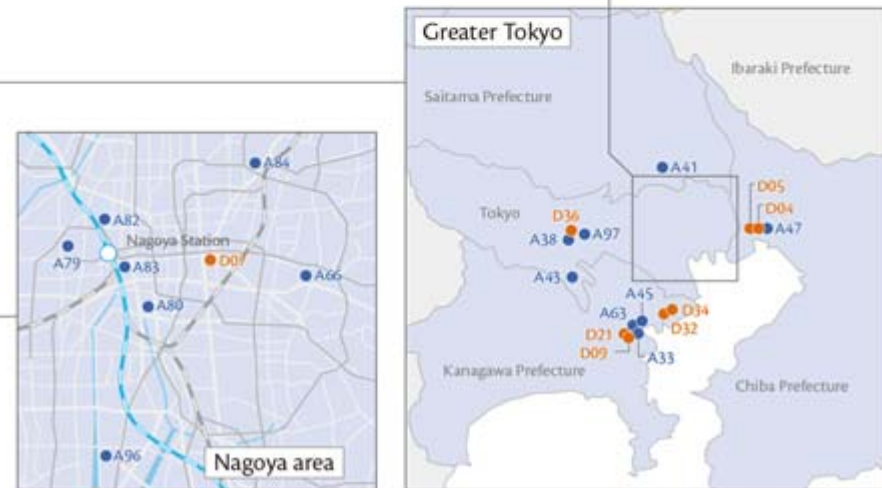 Greater Tokyo
Ibaraki Prefecture
Saitama Prefecture
A41
D05
D04
A47
Tokyo
D36
A38
A97
A43
A45
A63
D34
D32
D21
D09
A33
Kanagawa Prefecture
Chiba Prefecture
A84
A82
Nagoya Station
A79
A83
A66
A80
A96
Nagoya area